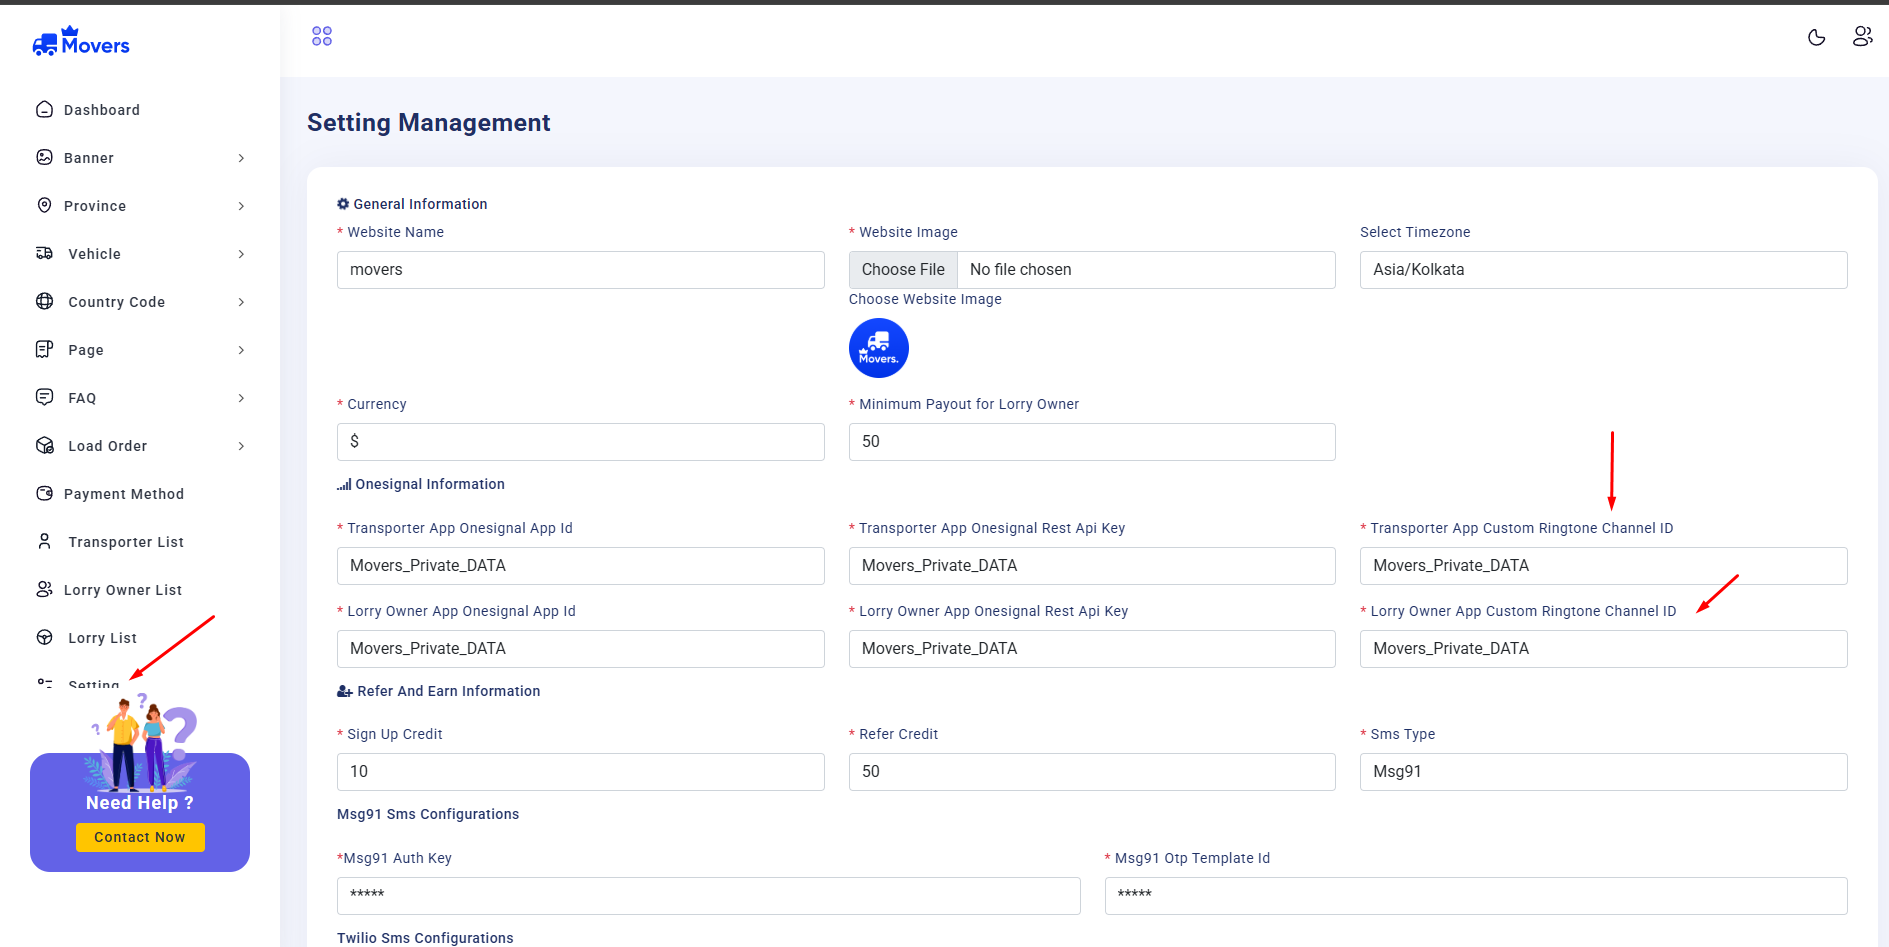 Movers
Dashboard
Banner
Province
Vehicle
Country Code
Page
FAQ
Load Order
Payment Method
Transporter List
Lorry Owner List
Lorry List
Setting
? ? ?
Need Help ?
Contact Now
Setting Management
General Information
* Website Name
movers
* Website Image
Choose File No file chosen
Choose Website Image
Movers.
Select Timezone
Asia/Kolkata
* Currency
$
* Minimum Payout for Lorry Owner
50
Onesignal Information
* Transporter App Onesignal App Id
Movers_Private_DATA
* Transporter App Onesignal Rest Api Key
Movers_Private_DATA
* Transporter App Custom Ringtone Channel ID
Movers_Private_DATA
* Lorry Owner App Onesignal App Id
Movers_Private_DATA
* Lorry Owner App Onesignal Rest Api Key
Movers_Private_DATA
* Lorry Owner App Custom Ringtone Channel ID
Movers_Private_DATA
Refer And Earn Information
* Sign Up Credit
10
* Refer Credit
50
* Sms Type
Msg91
Msg91 Sms Configurations
*Msg91 Auth Key
*****
* Msg91 Otp Template Id
*****
Twilio Sms Configurations